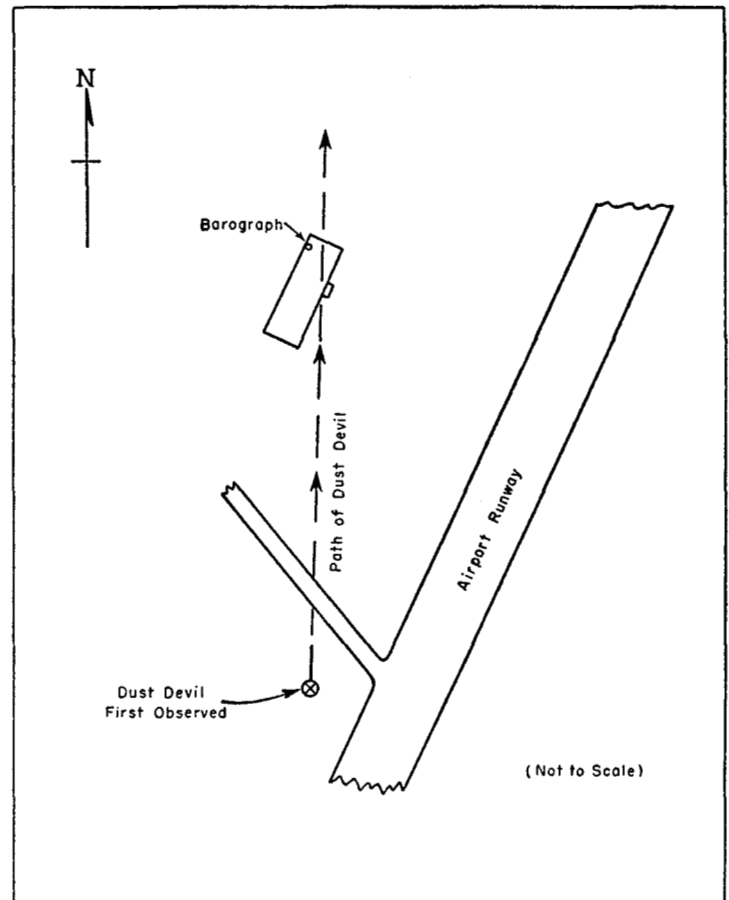 N
Barograph
Path of Dust Devil
Airport Runway
Dust Devil
First Observed
(Not to Scale)